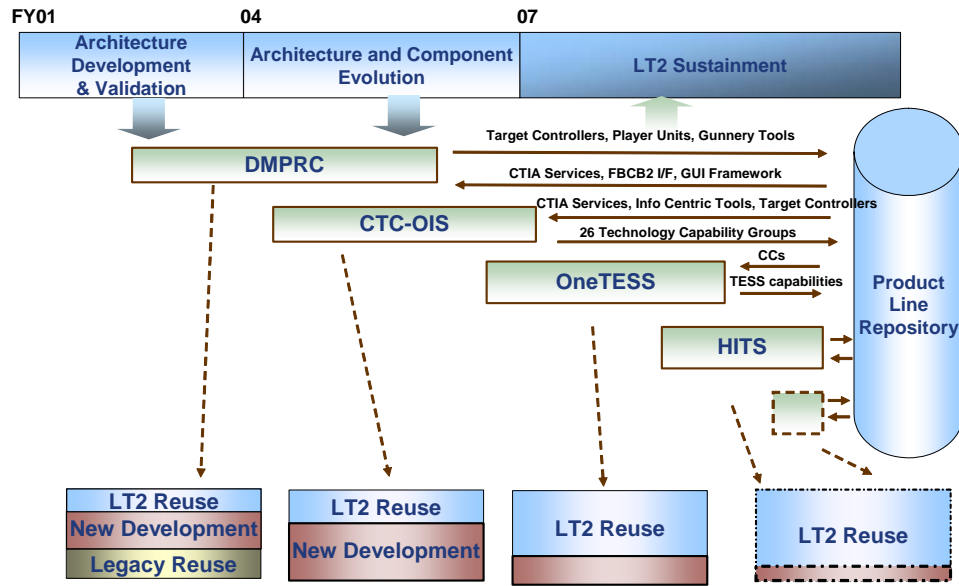 FY01 04 07
Architecture
Development
& Validation
Architecture and Component
Evolution
LT2 Sustainment
Target Controllers, Player Units, Gunnery Tools
DMPRC
CTIA Services, FBCB2 I/F, GUI Framework
CTIA Services, Info Centric Tools, Target Controllers
CTC-OIS
26 Technology Capability Groups
CCs
OneTESS
TESS capabilities
Product
Line
Repository
HITS
LT2 Reuse
New Development
Legacy Reuse
LT2 Reuse
New Development
LT2 Reuse
LT2 Reuse